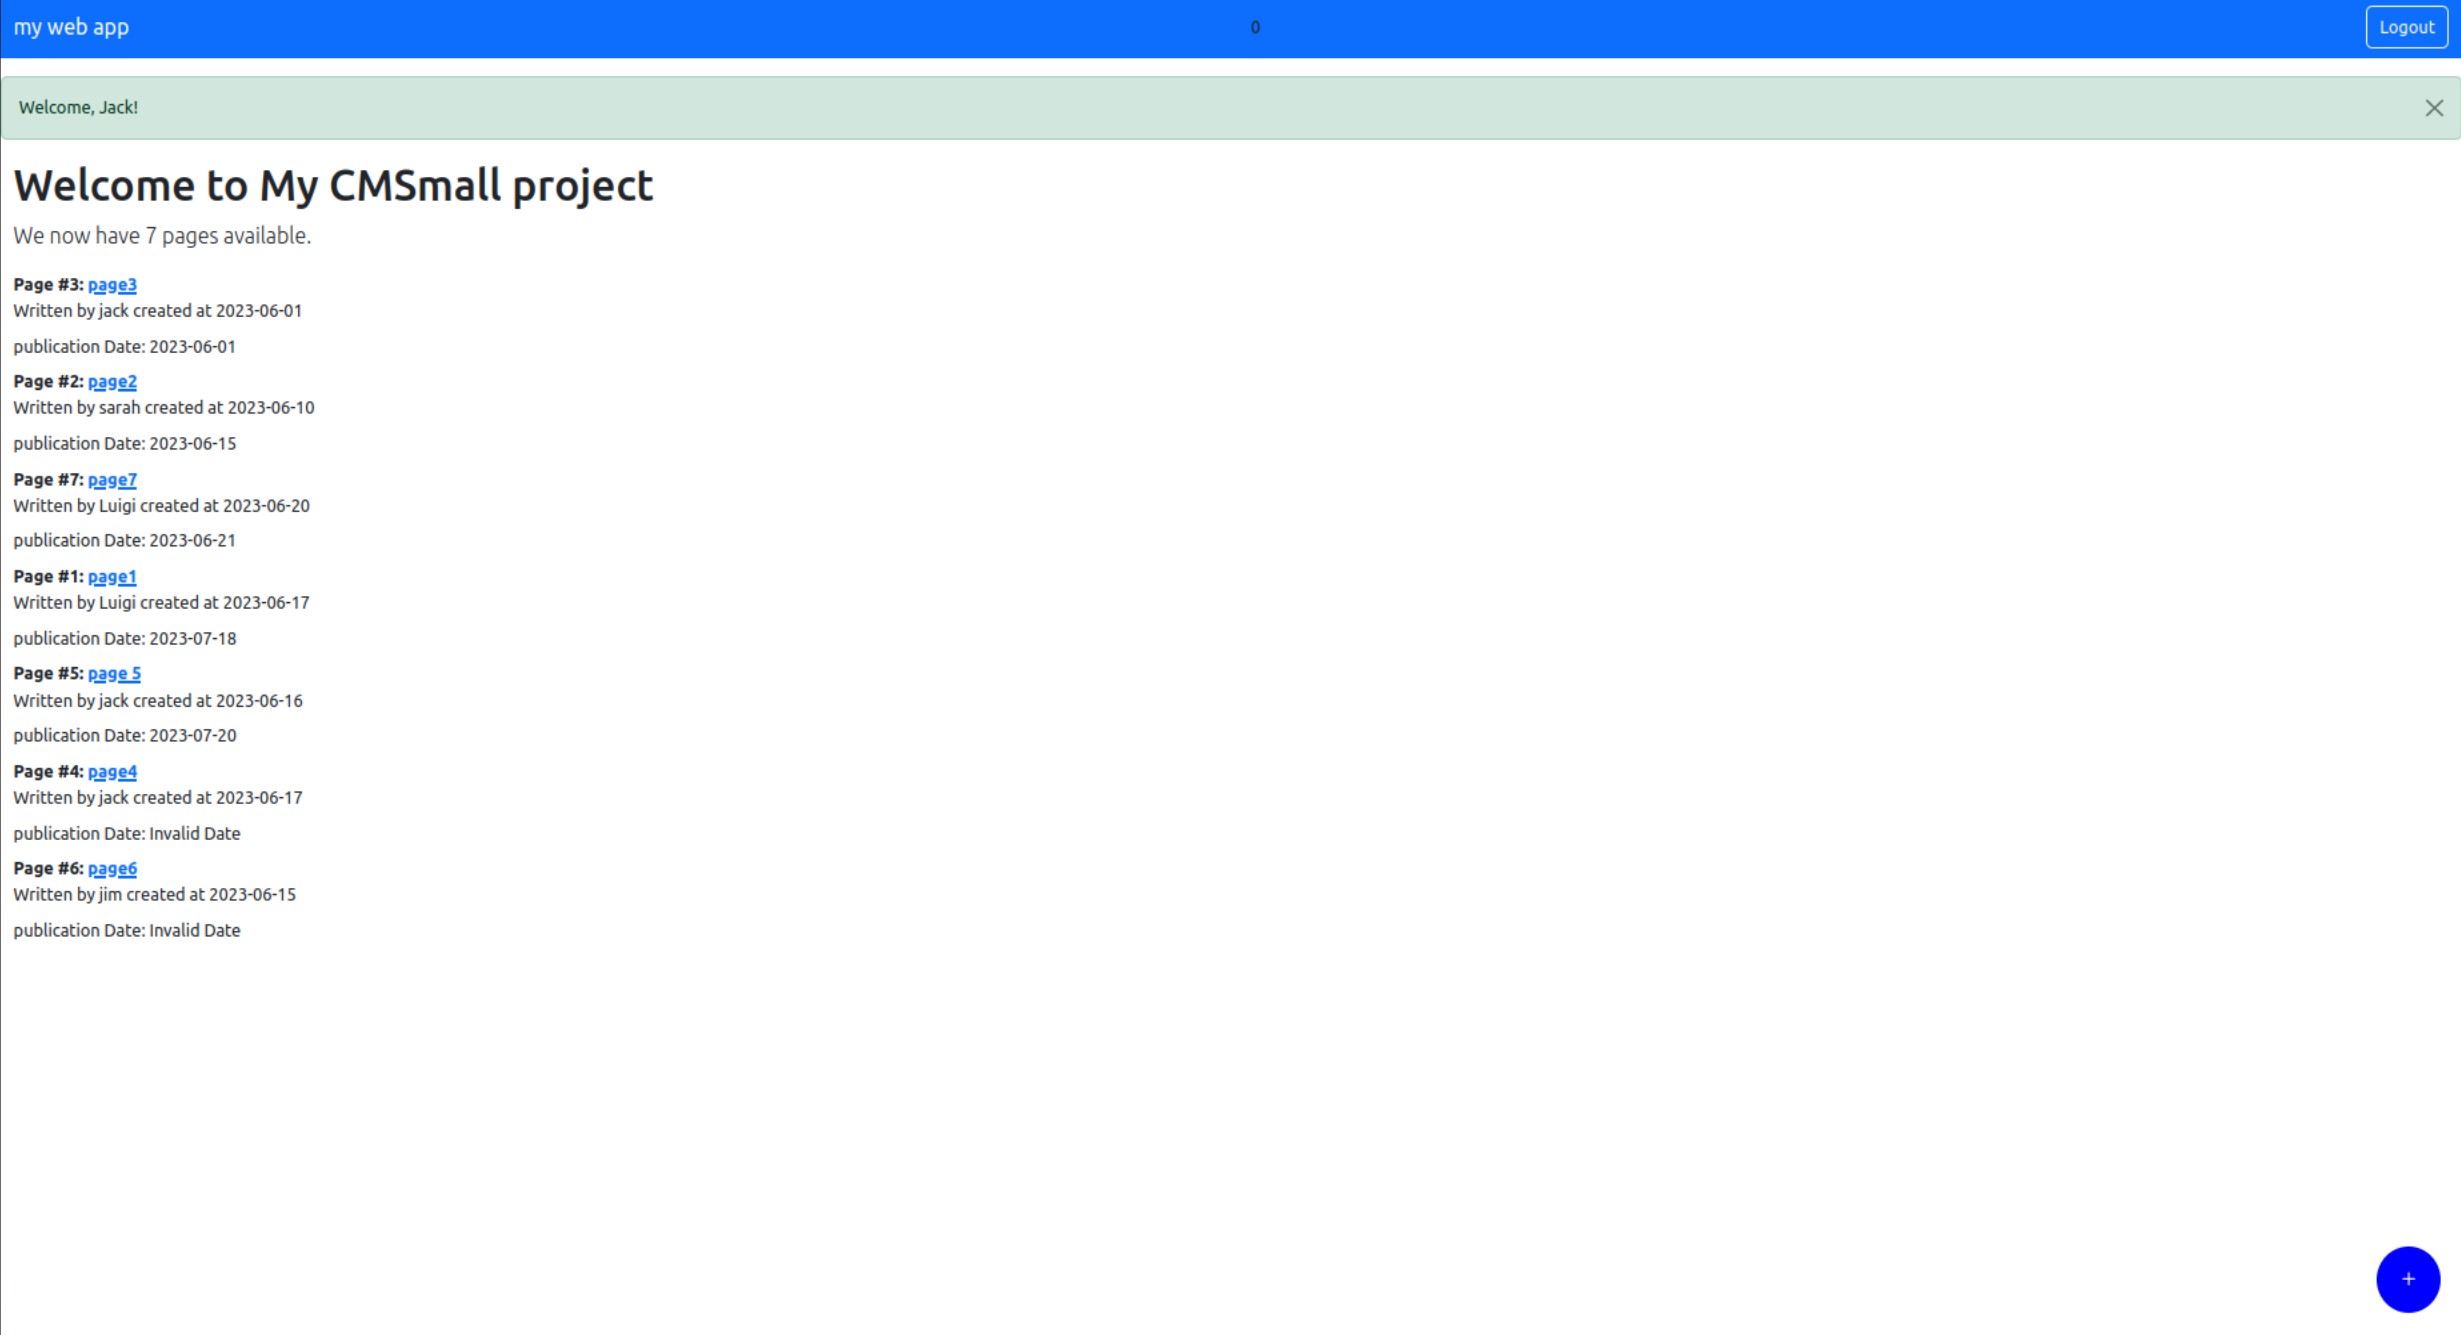 my web app
0
Logout
Welcome, Jack!
Welcome to My CMSmall project
We now have 7 pages available.
Page #3: page3
Written by jack created at 2023-06-01
publication Date: 2023-06-01
Page #2: page2
Written by sarah created at 2023-06-10
publication Date: 2023-06-15
Page #7: page7
Written by Luigi created at 2023-06-20
publication Date: 2023-06-21
Page #1: page1
Written by Luigi created at 2023-06-17
publication Date: 2023-07-18
Page #5: page 5
Written by jack created at 2023-06-16
publication Date: 2023-07-20
Page #4: page4
Written by jack created at 2023-06-17
publication Date: Invalid Date
Page #6: page6
Written by jim created at 2023-06-15
publication Date: Invalid Date
+